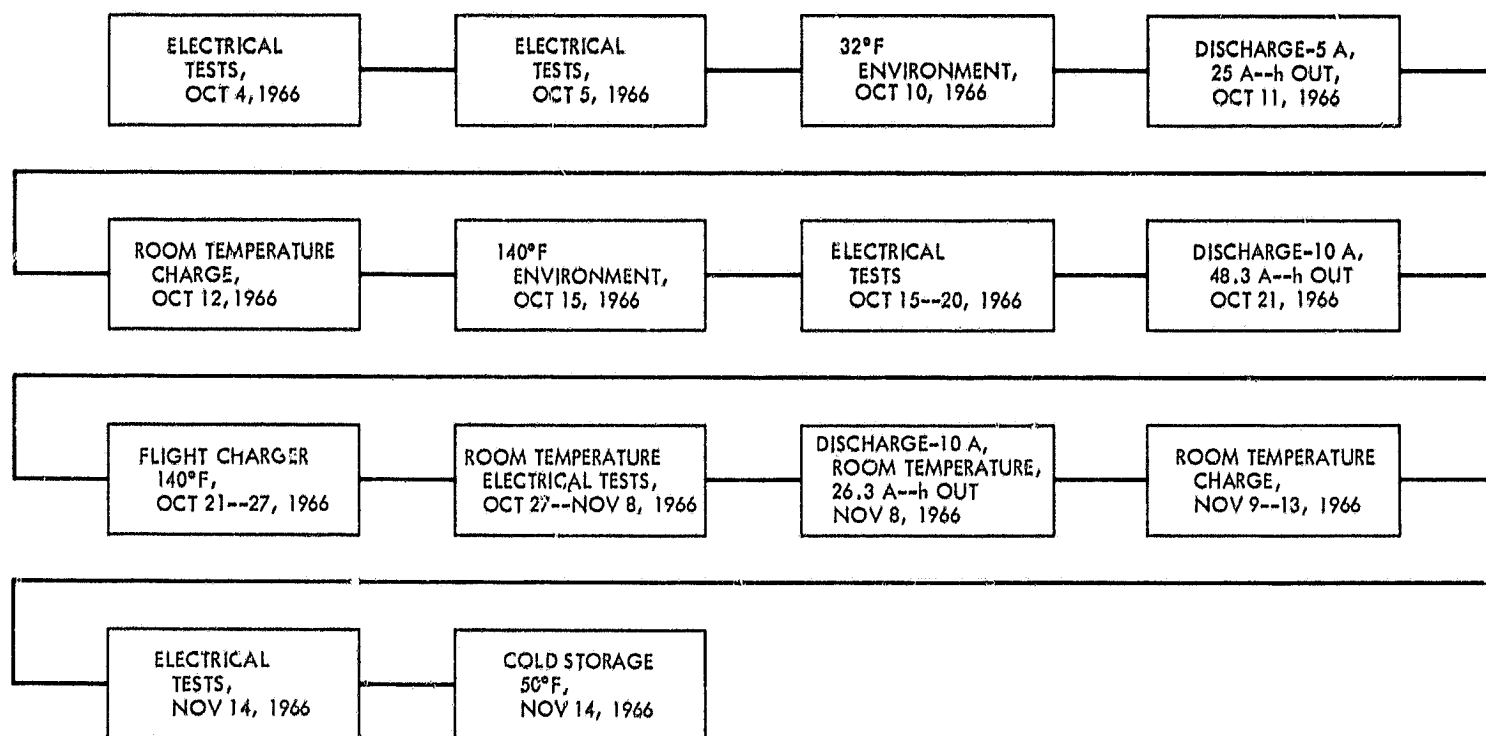 ELECTRICAL
TESTS,
OCT 4, 1966
ELECTRICAL
TESTS,
OCT 5, 1966
32°F
ENVIRONMENT,
OCT 10, 1966
DISCHARGE-5 A,
25 A--h OUT,
OCT 11, 1966
ROOM TEMPERATURE
CHARGE,
OCT 12, 1966
140°F
ENVIRONMENT,
OCT 15, 1966
ELECTRICAL
TESTS
OCT 15--20, 1966
DISCHARGE-10 A,
48.3 A--h OUT
OCT 21, 1966
FLIGHT CHARGER
140°F,
OCT 21--27, 1966
ROOM TEMPERATURE
ELECTRICAL TESTS,
OCT 27--NOV 8, 1966
DISCHARGE-10 A,
ROOM TEMPERATURE,
26.3 A--h OUT
NOV 8, 1966
ROOM TEMPERATURE
CHARGE,
NOV 9--13, 1966
ELECTRICAL
TESTS,
NOV 14, 1966
COLD STORAGE
50°F,
NOV 14, 1966